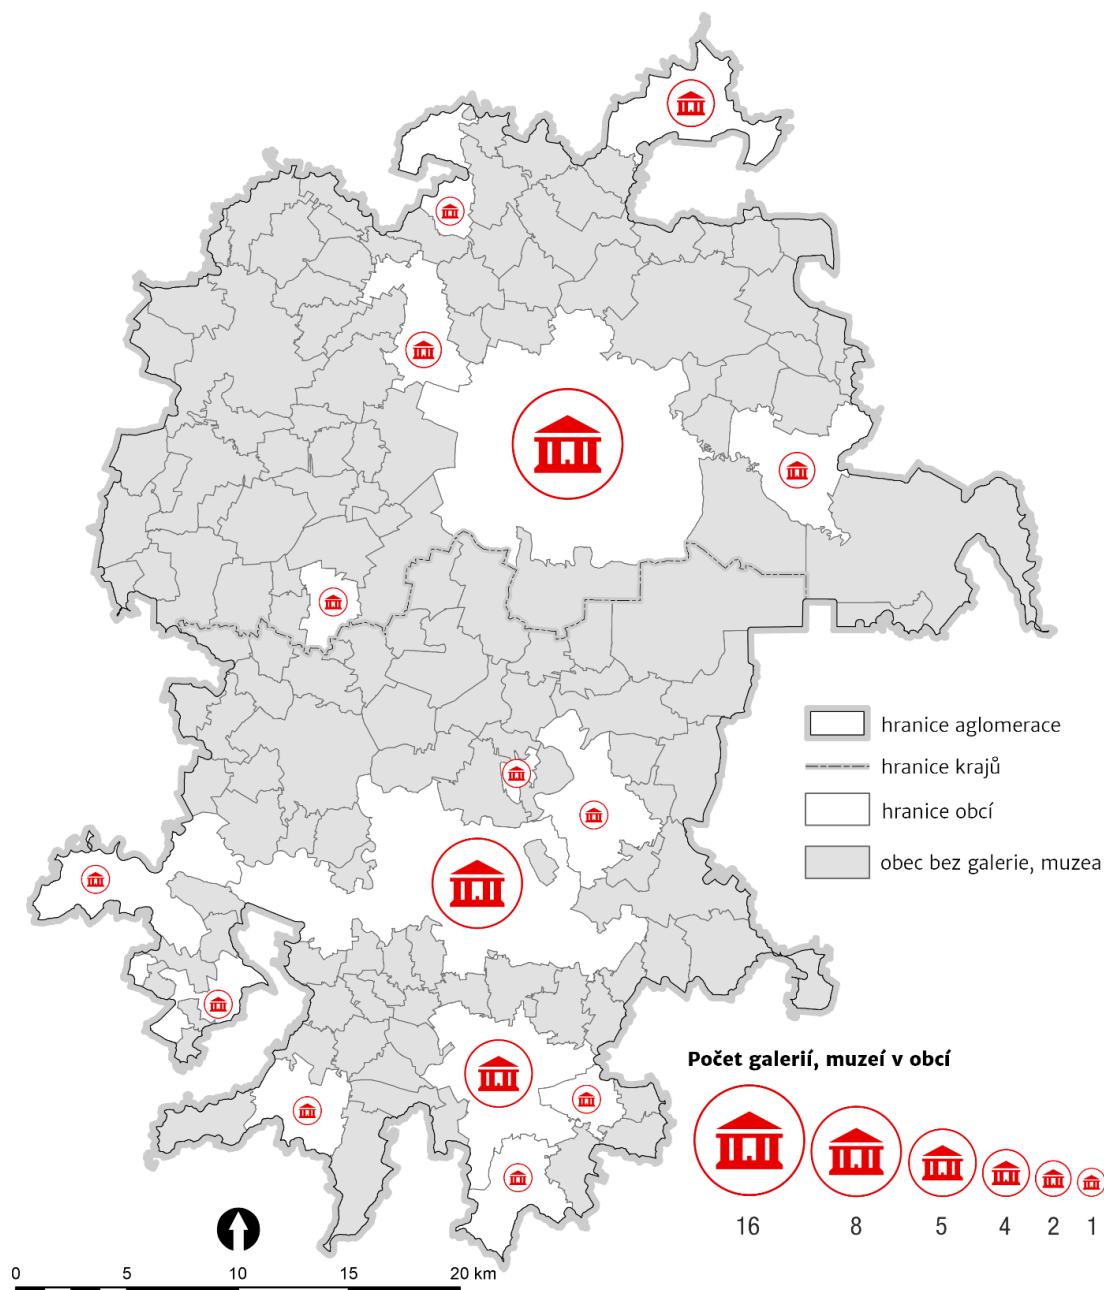 hranice aglomerace
hranice krajů
hranice obcí
obec bez galerie, muzea
Počet galerií, muzeí v obcí
16 8 5 4 2 1
0 5 10 15 20 km